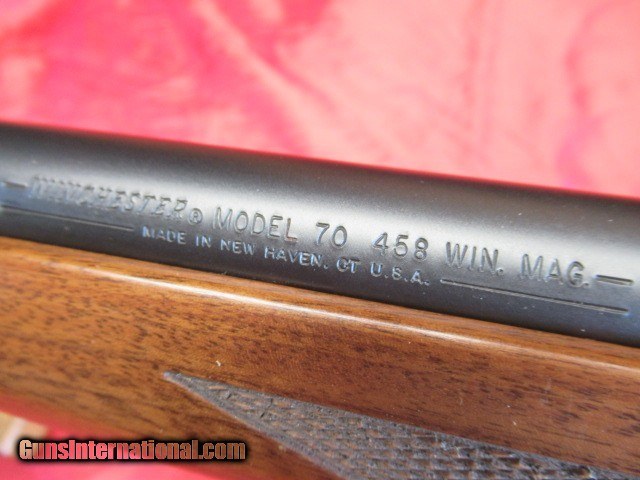 WINCHESTER® MODEL 70 458 WIN. MAG.
MADE IN NEW HAVEN, CT U.S.A.
GunsInternational.com